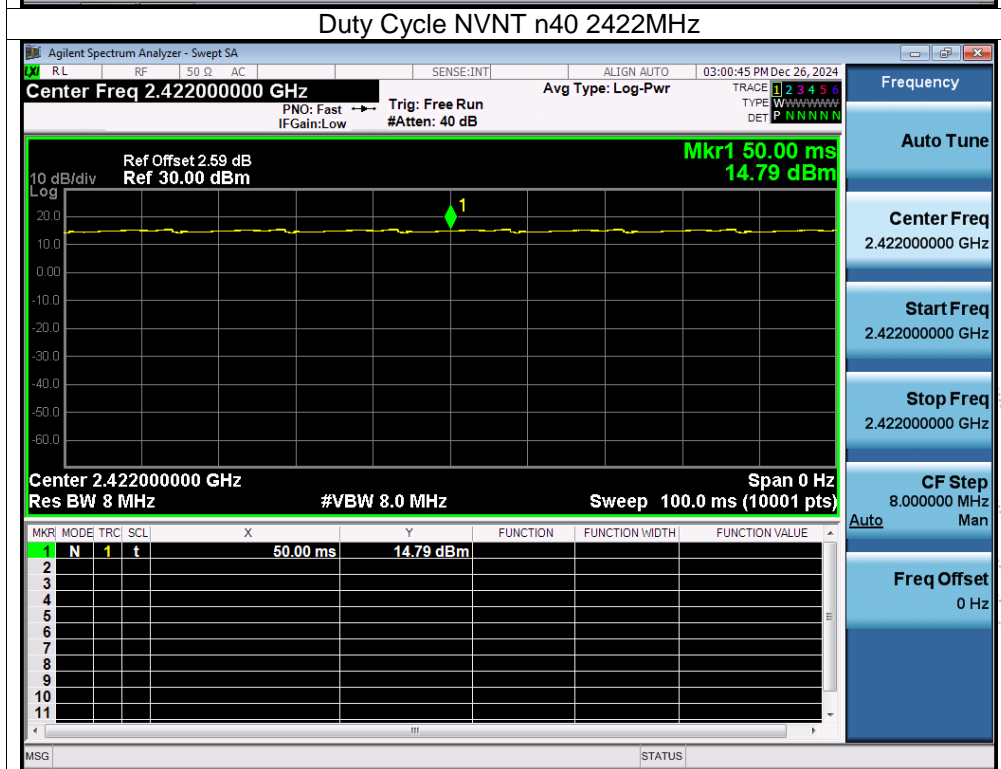 Duty Cycle NVNT n40 2422MHz
Agilent Spectrum Analyzer - Swept SA
LXI RL RF 50 Ω AC SENSE:INT ALIGN AUTO 03:00:45 PM Dec 26, 2024
Center Freq 2.422000000 GHz
PNO: Fast
IFGain:Low
Trig: Free Run
#Atten: 40 dB
Avg Type: Log-Pwr
TRACE 1 2 3 4 5 6
TYPE WWWWWW
DET P N N N N N
Ref Offset 2.59 dB
Ref 30.00 dBm
10 dB/div
Log
Mkr1 50.00 ms
14.79 dBm
1
20.0
10.0
0.00
-10.0
-20.0
-30.0
-40.0
-50.0
-60.0
Center 2.422000000 GHz Span 0 Hz
Res BW 8 MHz #VBW 8.0 MHz Sweep 100.0 ms (10001 pts)
MKR MODE TRC SCL X Y FUNCTION FUNCTION WIDTH FUNCTION VALUE
1 N 1 t 50.00 ms 14.79 dBm
2
3
4
5
6
7
8
9
10
11
MSG STATUS
Frequency
Auto Tune
Center Freq
2.422000000 GHz
Start Freq
2.422000000 GHz
Stop Freq
2.422000000 GHz
CF Step
8.000000 MHz
Auto Man
Freq Offset
0 Hz